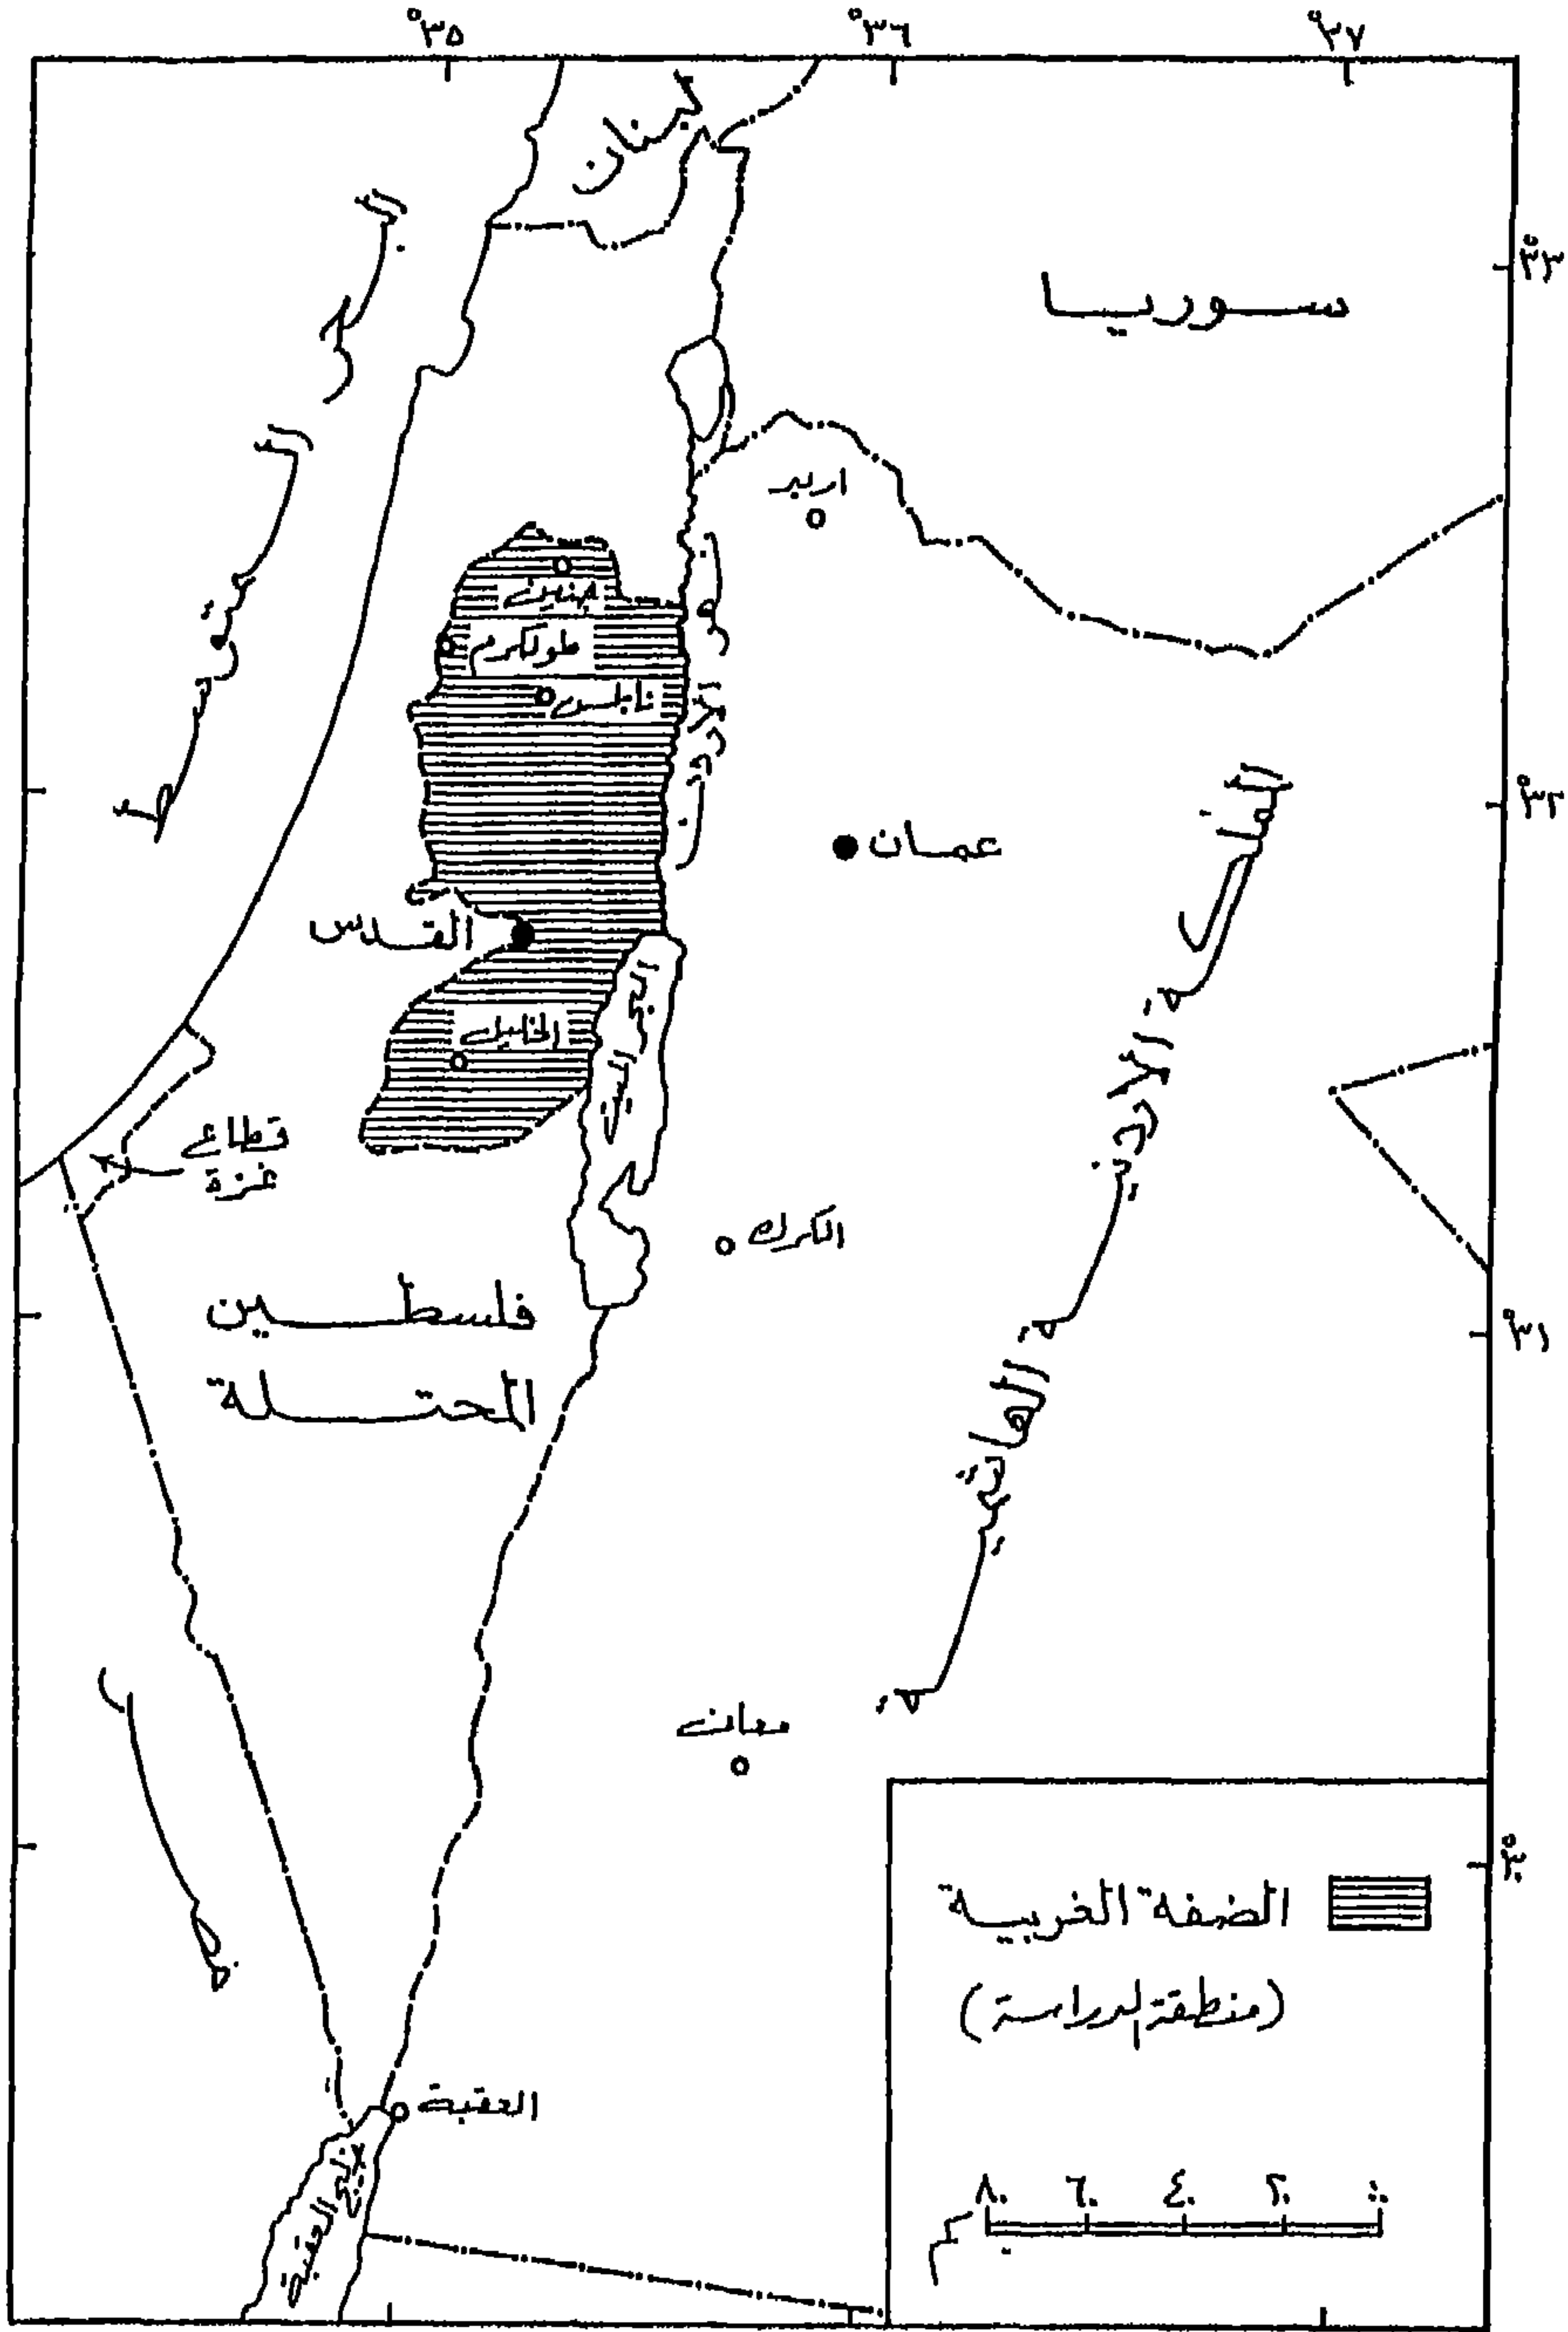 °٣٥
°٣٦
°٣٧
°٣٣
°٣٢
°٣١
°٣٠
لبنان
سوريا
البحر
المتوسط
اربد
نهر
الأردن
جنين
طولكرم
نابلس
عمان
القدس
البحر الميت
الخليل
قطاع
غزة
الكرك
فلسطين
المحتلة
المملكة
الأردنية
الهاشمية
معان
مصر
العقبة
خليج العقبة
الضفة الغربية
(منطقة الدراسة)
٨٠ ٦٠ ٤٠ ٢٠ ٠
كم